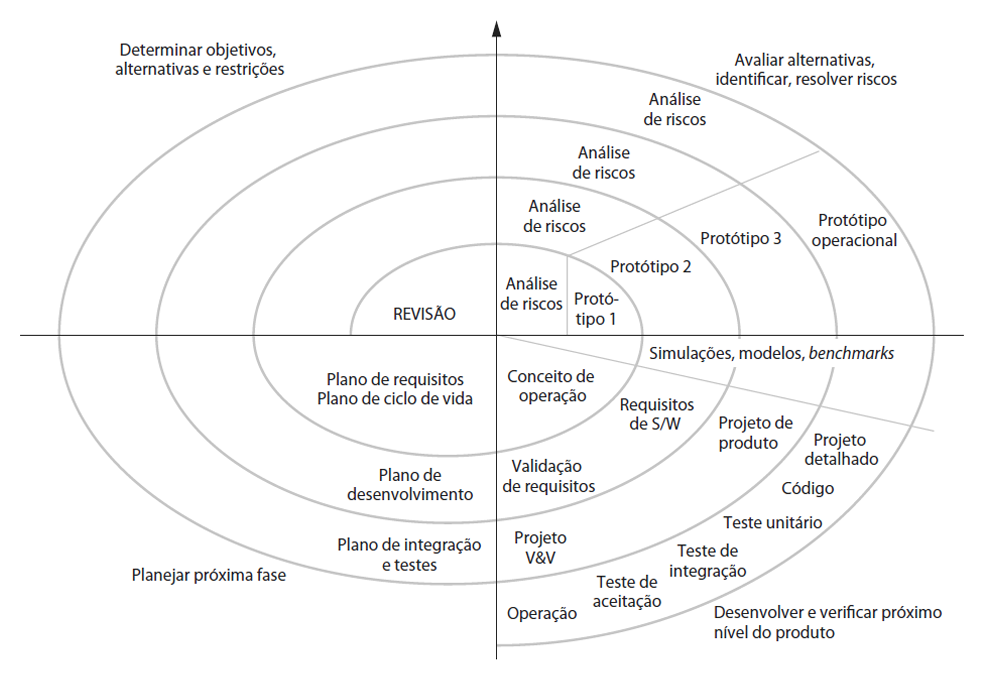 Determinar objetivos,
alternativas e restrições
Avaliar alternativas,
identificar, resolver riscos
Análise
de riscos
Análise
de riscos
Análise
de riscos
Protótipo
operacional
Protótipo 3
Protótipo 2
Análise
de riscos
Protó-
tipo 1
REVISÃO
Simulações, modelos, benchmarks
Plano de requisitos
Plano de ciclo de vida
Conceito de
operação
Requisitos
de S/W
Projeto de
produto
Projeto
detalhado
Plano de
desenvolvimento
Validação
de requisitos
Código
Teste unitário
Plano de integração
e testes
Projeto
V&V
Teste de
integração
Planejar próxima fase
Teste de
aceitação
Operação
Desenvolver e verificar próximo
nível do produto